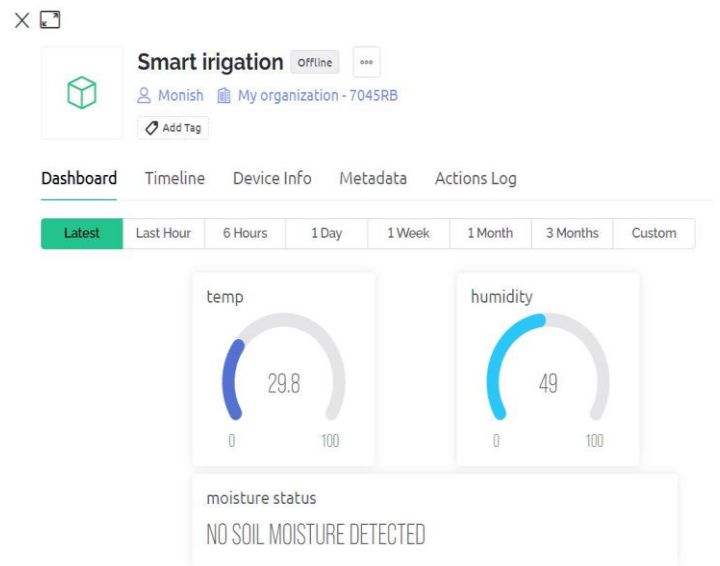 Smart irigation Offline
Monish My organization - 7045RB
Add Tag
Dashboard Timeline Device Info Metadata Actions Log
Latest Last Hour 6 Hours 1 Day 1 Week 1 Month 3 Months Custom
temp
29.8
0 100
humidity
49
0 100
moisture status
NO SOIL MOISTURE DETECTED